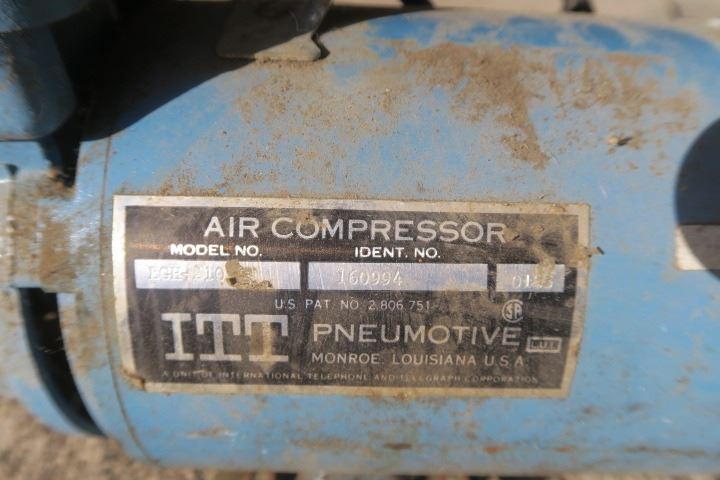 AIR COMPRESSOR
MODEL NO. IDENT. NO.
160994
U.S. PAT. NO. 2,806,751
SA
ITT PNEUMOTIVE
MONROE, LOUISIANA U.S.A.
A UNIT OF INTERNATIONAL TELEPHONE AND TELEGRAPH CORPORATION